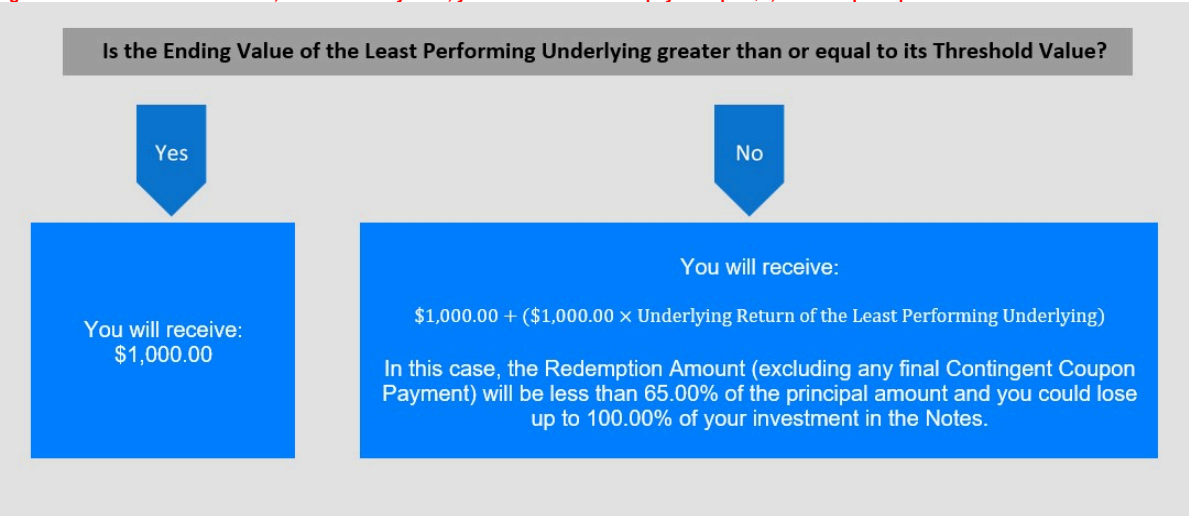 Is the Ending Value of the Least Performing Underlying greater than or equal to its Threshold Value?
Yes
No
You will receive:
$1,000.00
You will receive:
$1,000.00 + ($1,000.00 × Underlying Return of the Least Performing Underlying)
In this case, the Redemption Amount (excluding any final Contingent Coupon
Payment) will be less than 65.00% of the principal amount and you could lose
up to 100.00% of your investment in the Notes.